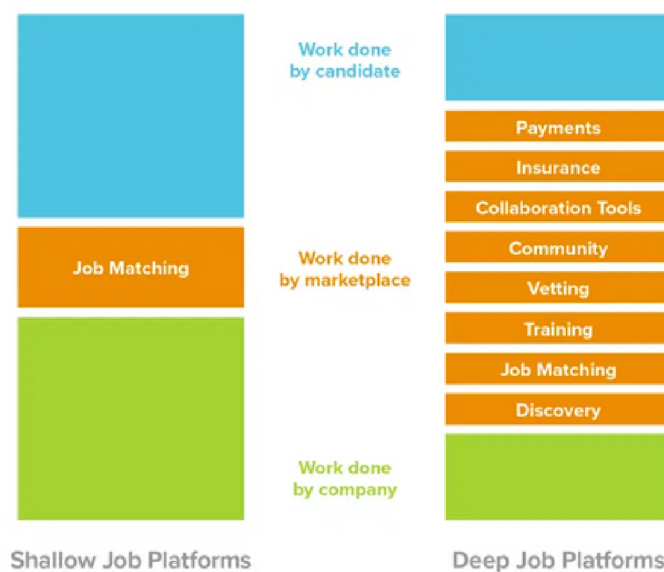 Work done
by candidate
Job Matching
Work done
by marketplace
Work done
by company
Shallow Job Platforms
Payments
Insurance
Collaboration Tools
Community
Vetting
Training
Job Matching
Discovery
Deep Job Platforms